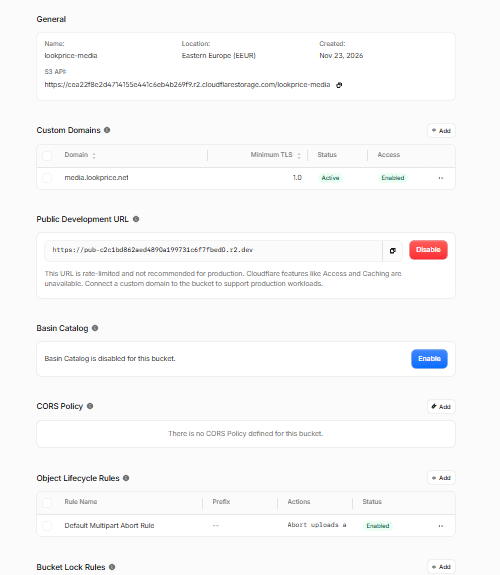 General
Name: Location: Created:
lookprice-media Eastern Europe (EEUR) Nov 23, 2026
S3 API:
https://cea22f8e2d4714155e441c6eb4b269f9.r2.cloudflarestorage.com/lookprice-media
Custom Domains + Add
Domain Minimum TLS Status Access
media.lookprice.net 1.0 Active Enabled
Public Development URL
https://pub-c2c1bd862aed4890a199731c6f7fbedD.r2.dev Disable
This URL is rate-limited and not recommended for production. Cloudflare features like Access and Caching are
unavailable. Connect a custom domain to the bucket to support production workloads.
Basin Catalog
Basin Catalog is disabled for this bucket. Enable
CORS Policy Add
There is no CORS Policy defined for this bucket.
Object Lifecycle Rules + Add
Rule Name Prefix Actions Status
Default Multipart Abort Rule -- Abort uploads a Enabled
Bucket Lock Rules + Add